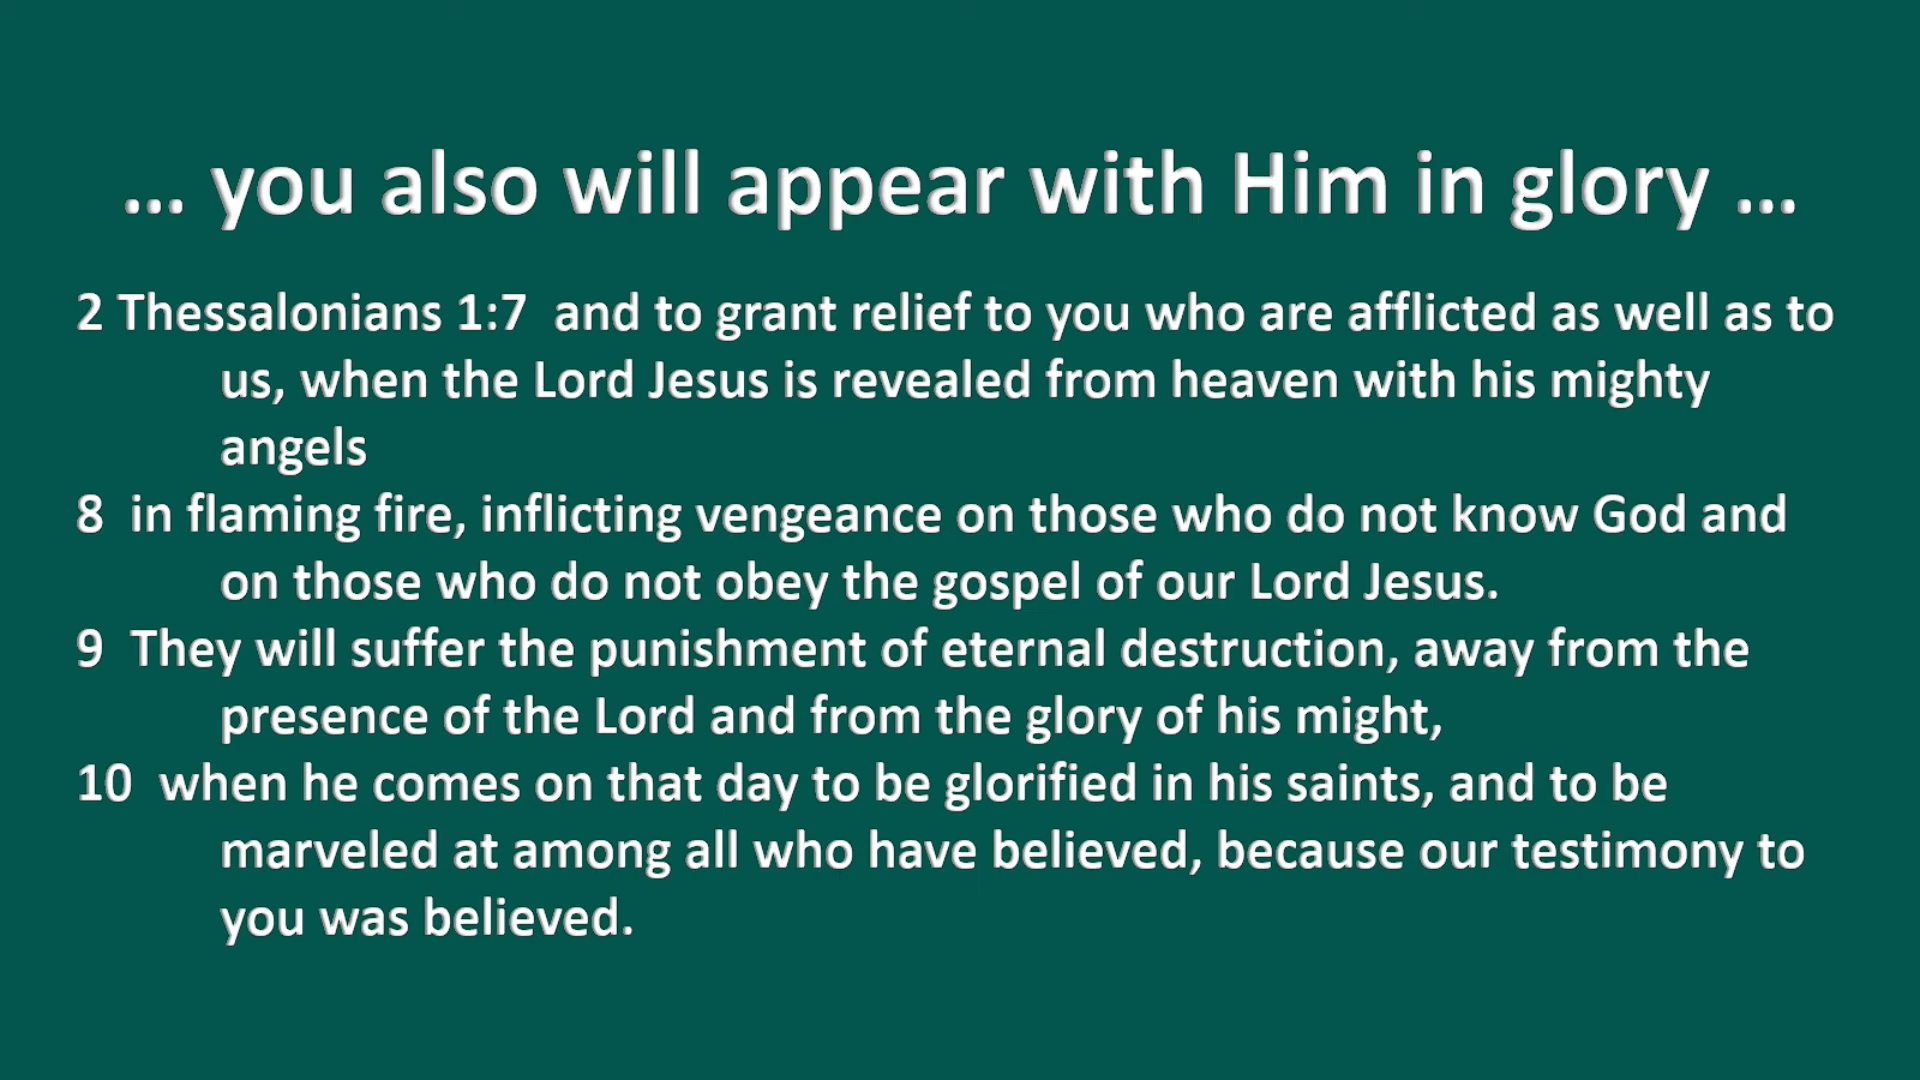 ... you also will appear with Him in glory ...
2 Thessalonians 1:7  and to grant relief to you who are afflicted as well as to
us, when the Lord Jesus is revealed from heaven with his mighty
angels
8  in flaming fire, inflicting vengeance on those who do not know God and
on those who do not obey the gospel of our Lord Jesus.
9  They will suffer the punishment of eternal destruction, away from the
presence of the Lord and from the glory of his might,
10  when he comes on that day to be glorified in his saints, and to be
marveled at among all who have believed, because our testimony to
you was believed.